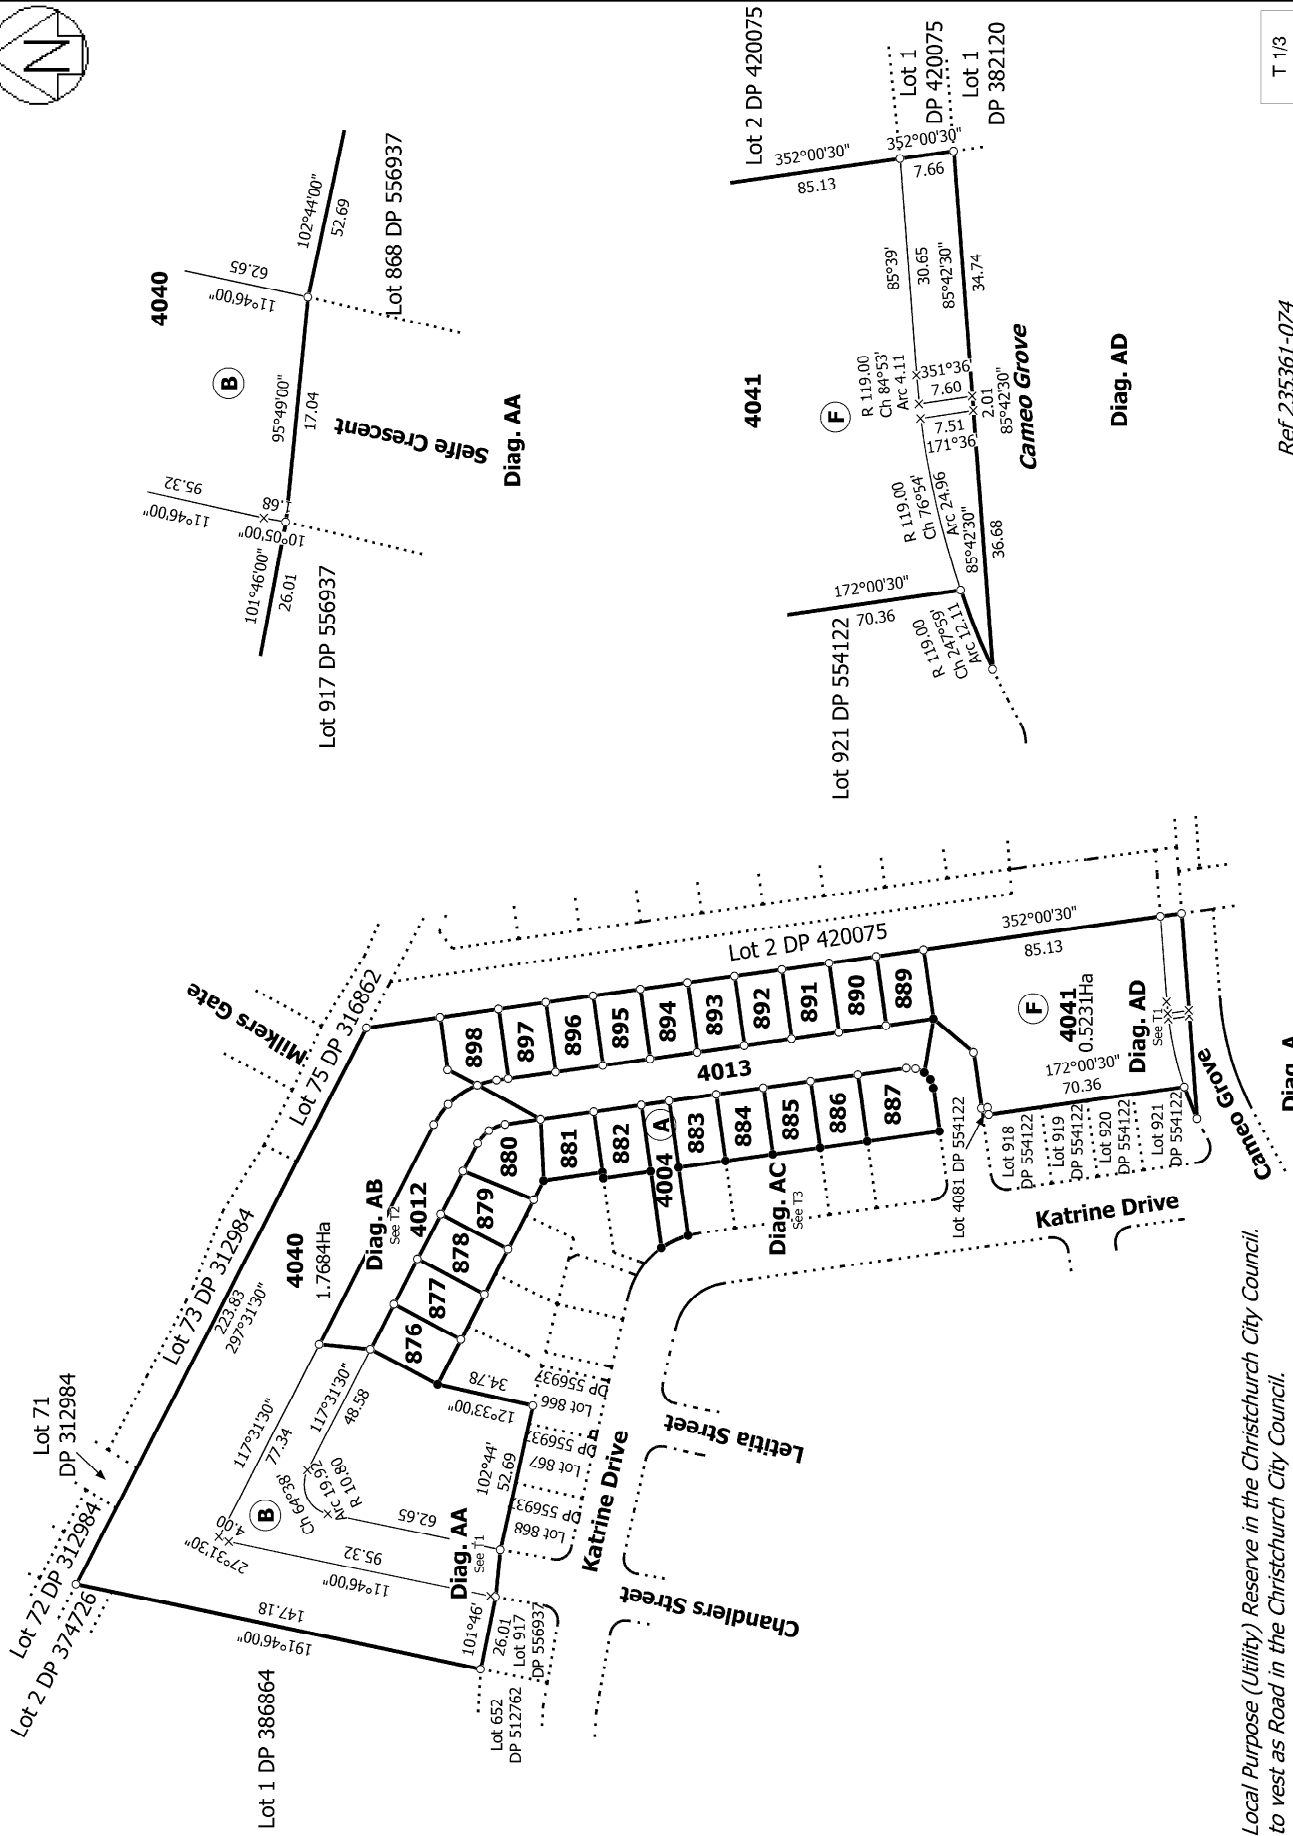 N
Lot 2 DP 420075
352°00'30"
85.13
352°00'30"
7.66
Lot 1
DP 420075
Lot 1
DP 382120
T 1/3
4040
62.65
11°46'00"
102°44'00"
52.69
Lot 868 DP 556937
B
95°49'00"
17.04
Selfe Crescent
Diag. AA
95.32
11°46'00"
1.68
10°05'00"
101°46'00"
26.01
Lot 917 DP 556937
4041
F
85°39'
30.65
85°42'30"
34.74
R 119.00
Ch 84°53'
Arc 4.11
351°36'
7.60
2.01
85°42'30"
7.51
171°36'
Cameo Grove
Diag. AD
R 119.00
Ch 76°54'
Arc 24.96
85°42'30"
36.68
172°00'30"
70.36
R 119.00
Ch 247°59'
Arc 12.11
Lot 921 DP 554122
Ref 235361-074
Milkers Gate
Lot 75 DP 316862
Lot 73 DP 312984
223.83
297°31'30"
Lot 71
DP 312984
Lot 72 DP 312984
Lot 2 DP 374726
4040
1.7684Ha
Diag. AB
See T2
4012
117°31'30"
77.34
117°31'30"
48.58
Ch 64°38'
Arc 19.92
R 10.80
B
4.00
27°31'30"
62.65
95.32
11°46'00"
147.18
191°46'00"
Lot 1 DP 386864
34.78
12°33'00"
102°44'
52.69
Diag. AA
See T1
101°46'
26.01
Lot 917
DP 556937
Lot 652
DP 512762
Lot 866
DP 556937
Lot 867
DP 556937
Lot 868
DP 556937
Katrine Drive
Letitia Street
Chandlers Street
876
877
878
879
880
881
882
4004
A
883
884
885
886
887
4013
898
897
896
895
894
893
892
891
890
889
Lot 2 DP 420075
352°00'30"
85.13
F
4041
0.5231Ha
Diag. AD
See T1
172°00'30"
70.36
Diag. AC
See T3
Lot 4081 DP 554122
Lot 918
DP 554122
Lot 919
DP 554122
Lot 920
DP 554122
Lot 921
DP 554122
Katrine Drive
Cameo Grove
Diag. A
Local Purpose (Utility) Reserve in the Christchurch City Council.
to vest as Road in the Christchurch City Council.